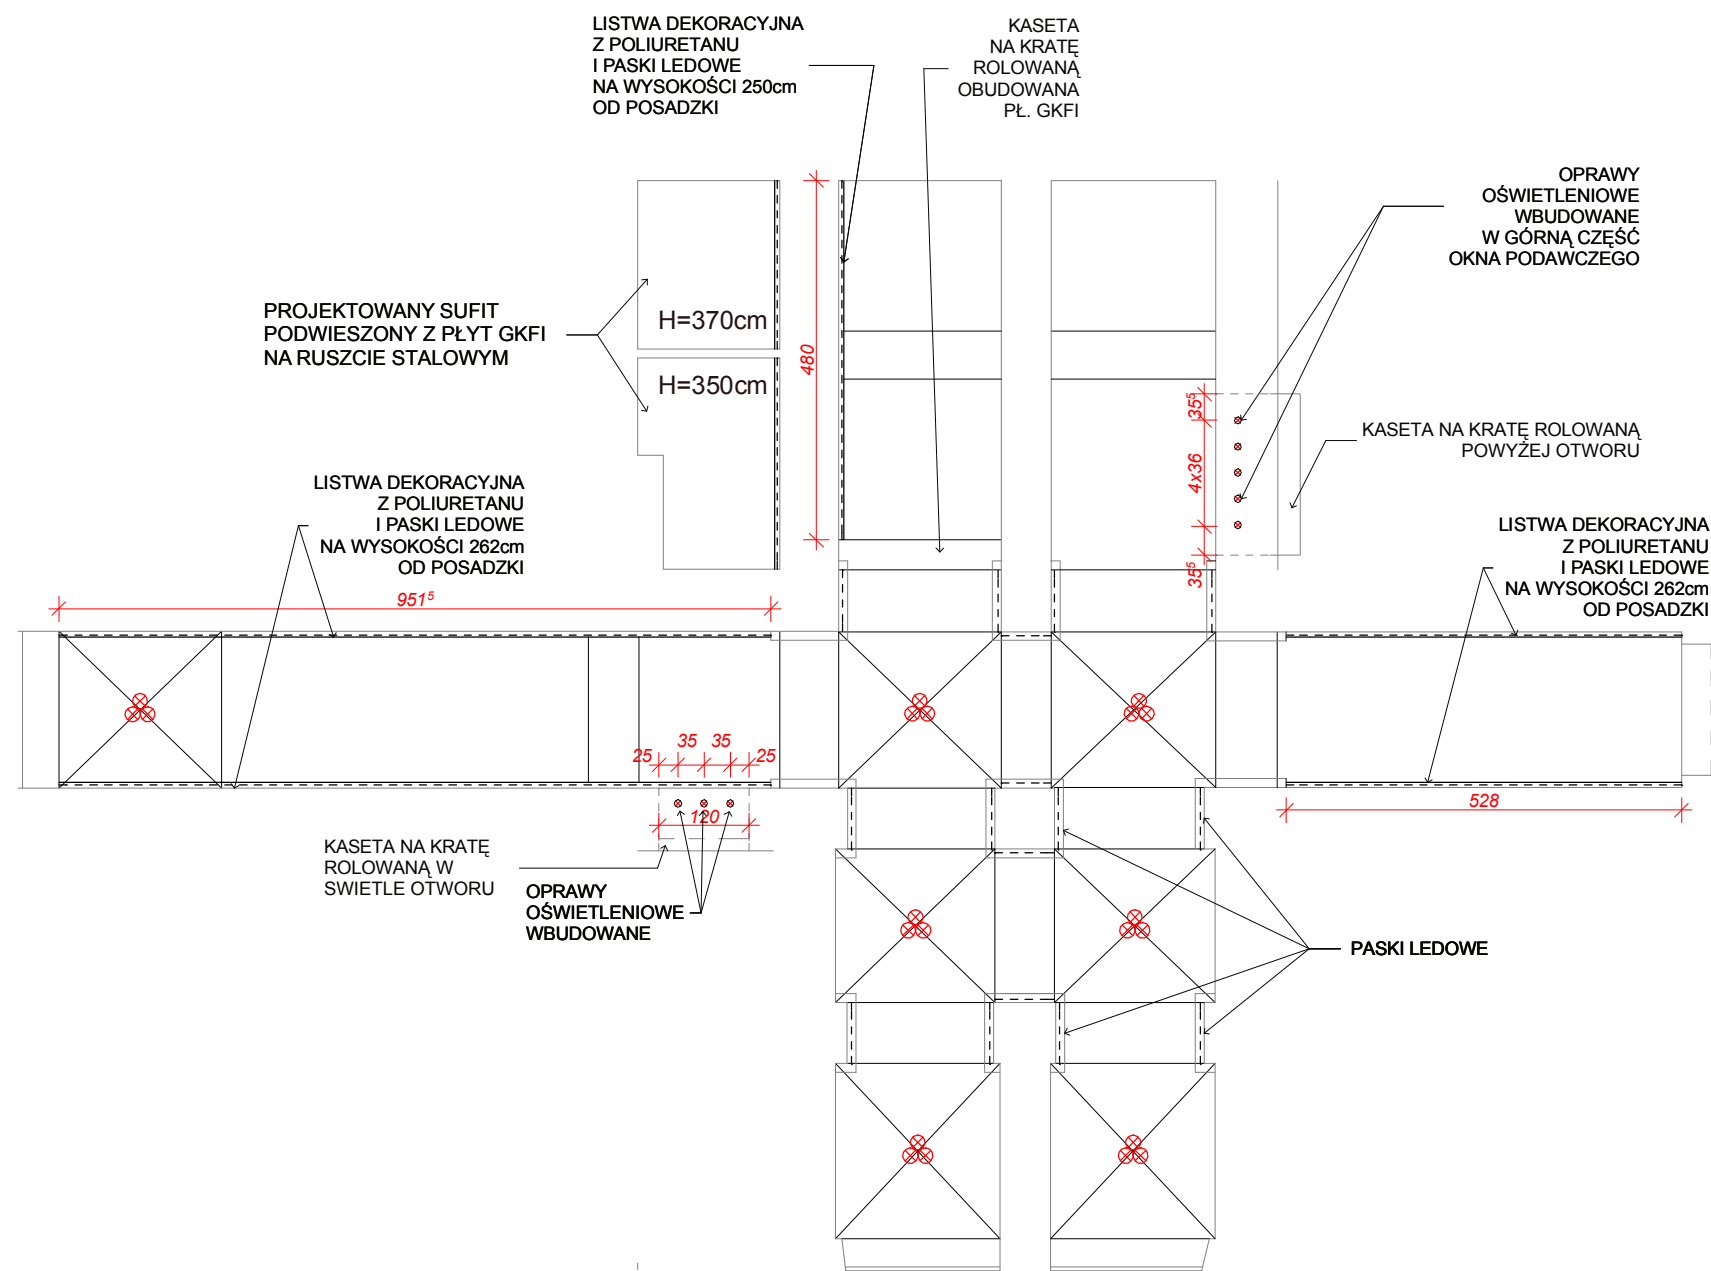 LISTWA DEKORACYJNA
Z POLIURETANU
I PASKI LEDOWE
NA WYSOKOŚCI 250cm
OD POSADZKI
KASETA
NA KRATĘ
ROLOWANĄ
OBUDOWANA
PŁ. GKFI
OPRAWY
OŚWIETLENIOWE
WBUDOWANE
W GÓRNĄ CZĘŚĆ
OKNA PODAWCZEGO
PROJEKTOWANY SUFIT
PODWIESZONY Z PŁYT GKFI
NA RUSZCIE STALOWYM
H=370cm
H=350cm
480
35⁵
4x36
35⁵
KASETA NA KRATĘ ROLOWANĄ
POWYŻEJ OTWORU
LISTWA DEKORACYJNA
Z POLIURETANU
I PASKI LEDOWE
NA WYSOKOŚCI 262cm
OD POSADZKI
LISTWA DEKORACYJNA
Z POLIURETANU
I PASKI LEDOWE
NA WYSOKOŚCI 262cm
OD POSADZKI
951⁵
25 35 35 25
120
528
KASETA NA KRATĘ
ROLOWANĄ W
SWIETLE OTWORU
OPRAWY
OŚWIETLENIOWE
WBUDOWANE
PASKI LEDOWE